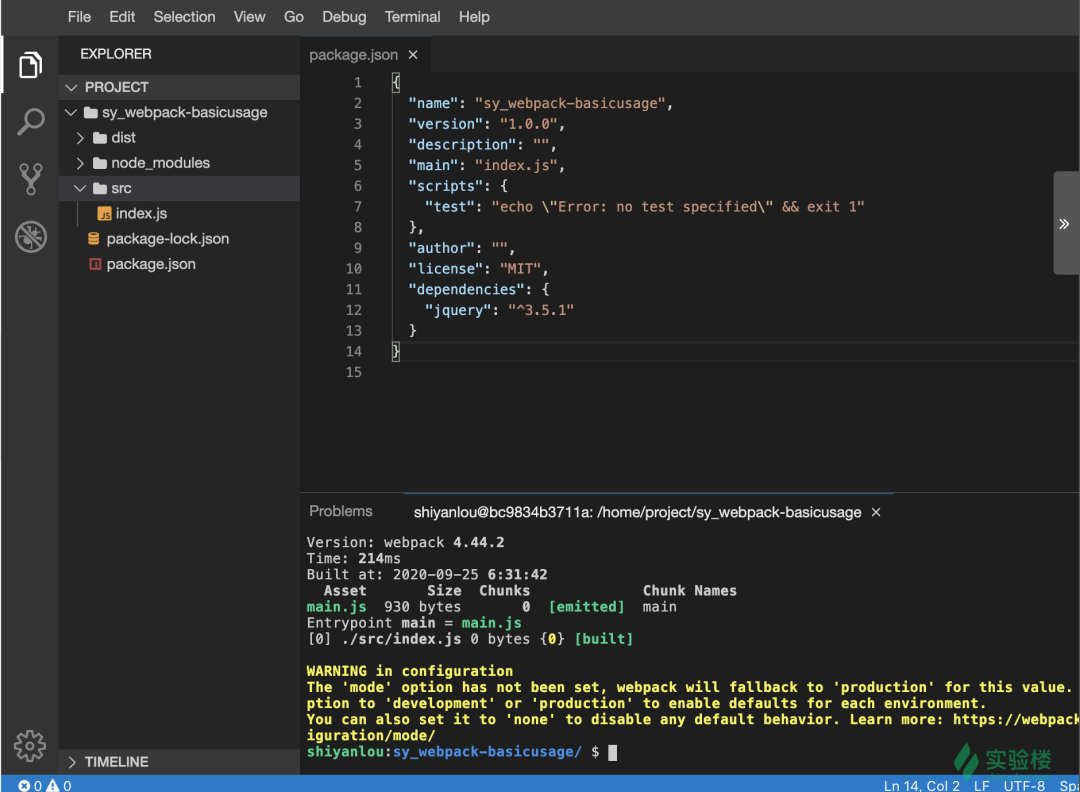 File Edit Selection View Go Debug Terminal Help
EXPLORER
PROJECT
sy_webpack-basicusage
dist
node_modules
src
JS index.js
package-lock.json
package.json
TIMELINE
package.json ×
1 {
2 "name": "sy_webpack-basicusage",
3 "version": "1.0.0",
4 "description": "",
5 "main": "index.js",
6 "scripts": {
7 "test": "echo \"Error: no test specified\" && exit 1"
8 },
9 "author": "",
10 "license": "MIT",
11 "dependencies": {
12 "jquery": "^3.5.1"
13 }
14 }
15
Problems shiyanlou@bc9834b3711a: /home/project/sy_webpack-basicusage ×
Version: webpack 4.44.2
Time: 214ms
Built at: 2020-09-25 6:31:42
Asset Size Chunks Chunk Names
main.js 930 bytes 0 [emitted] main
Entrypoint main = main.js
[0] ./src/index.js 0 bytes {0} [built]
WARNING in configuration
The 'mode' option has not been set, webpack will fallback to 'production' for this value.
ption to 'development' or 'production' to enable defaults for each environment.
You can also set it to 'none' to disable any default behavior. Learn more: https://webpack
iguration/mode/
shiyanlou:sy_webpack-basicusage/ $
实验楼
0 0 Ln 14, Col 2 LF UTF-8 Spa